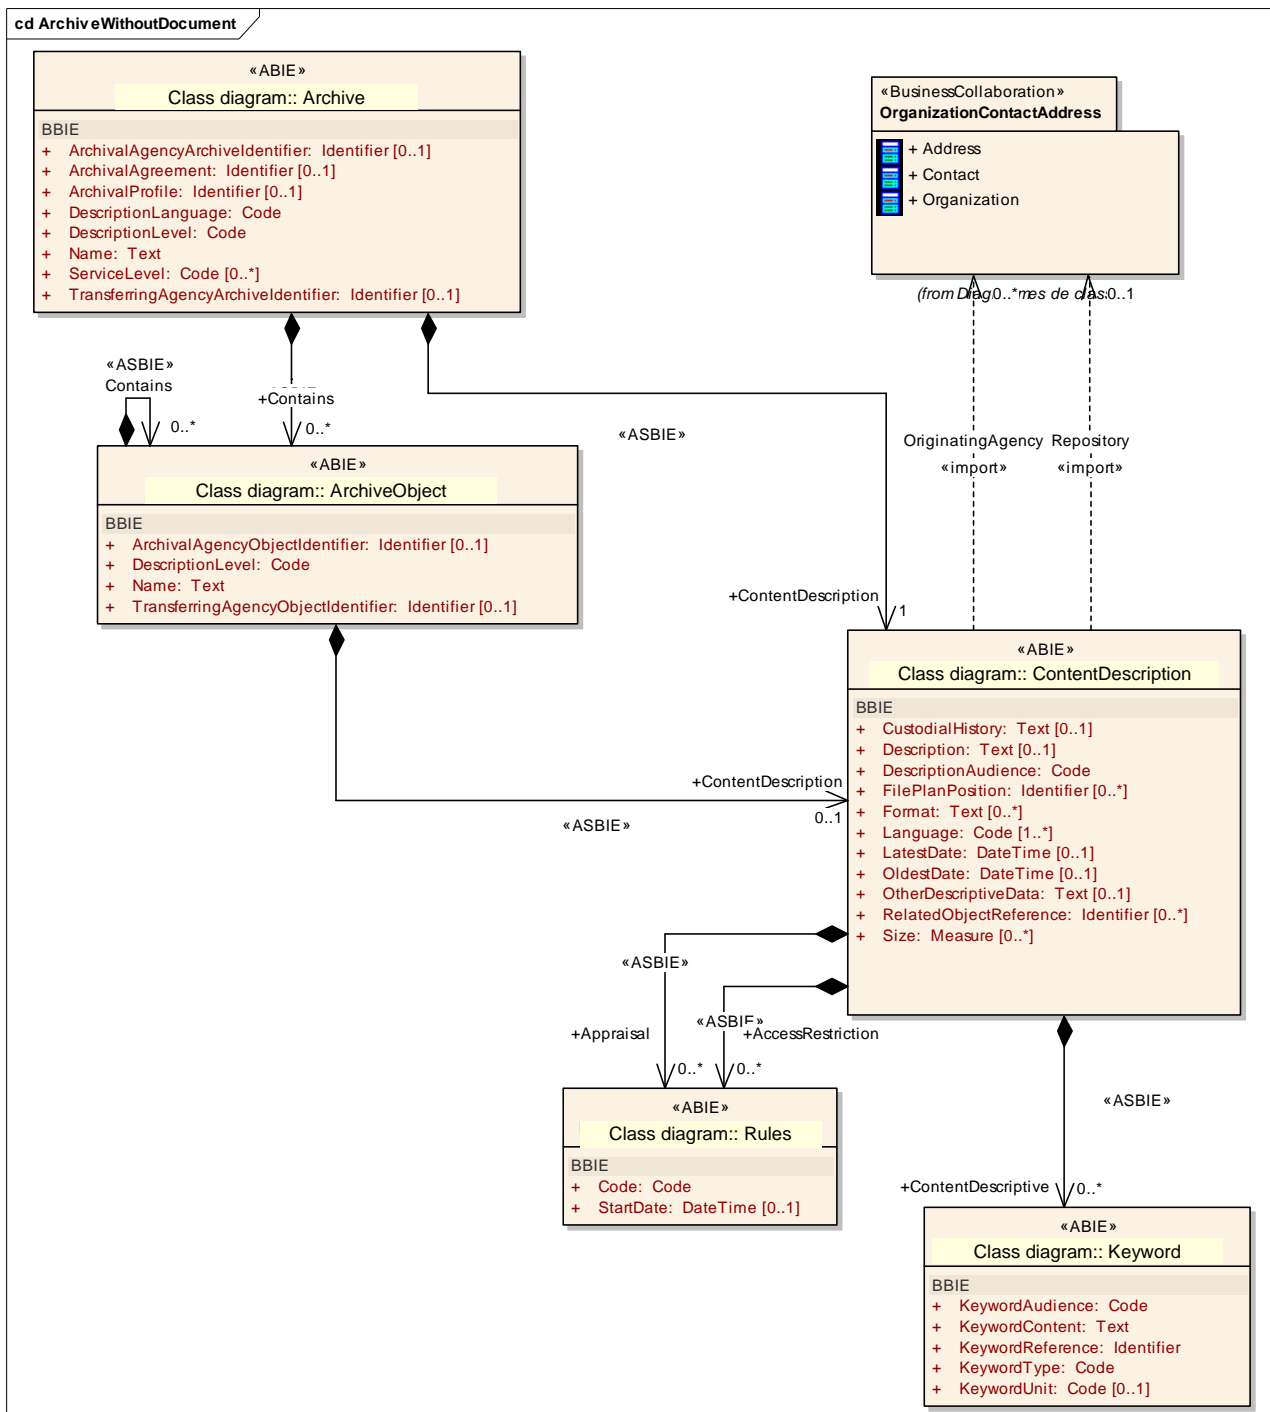 cd ArchiveWithoutDocument
«ABIE»
Class diagram:: Archive
BBIE
+ ArchivalAgencyArchiveIdentifier: Identifier [0..1]
+ ArchivalAgreement: Identifier [0..1]
+ ArchivalProfile: Identifier [0..1]
+ DescriptionLanguage: Code
+ DescriptionLevel: Code
+ Name: Text
+ ServiceLevel: Code [0..*]
+ TransferringAgencyArchiveIdentifier: Identifier [0..1]
«BusinessCollaboration»
OrganizationContactAddress
+ Address
+ Contact
+ Organization
(from Diag
0..*
mes de clas
0..1
«ASBIE»
Contains
0..*
+Contains
0..*
«ASBIE»
OriginatingAgency
«import»
Repository
«import»
«ABIE»
Class diagram:: ArchiveObject
BBIE
+ ArchivalAgencyObjectIdentifier: Identifier [0..1]
+ DescriptionLevel: Code
+ Name: Text
+ TransferringAgencyObjectIdentifier: Identifier [0..1]
+ContentDescription
1
«ABIE»
Class diagram:: ContentDescription
BBIE
+ CustodialHistory: Text [0..1]
+ Description: Text [0..1]
+ DescriptionAudience: Code
+ FilePlanPosition: Identifier [0..*]
+ Format: Text [0..*]
+ Language: Code [1..*]
+ LatestDate: DateTime [0..1]
+ OldestDate: DateTime [0..1]
+ OtherDescriptiveData: Text [0..1]
+ RelatedObjectReference: Identifier [0..*]
+ Size: Measure [0..*]
+ContentDescription
0..1
«ASBIE»
«ASBIE»
+Appraisal
0..*
«ASBIE»
+AccessRestriction
0..*
«ABIE»
Class diagram:: Rules
BBIE
+ Code: Code
+ StartDate: DateTime [0..1]
«ASBIE»
+ContentDescriptive
0..*
«ABIE»
Class diagram:: Keyword
BBIE
+ KeywordAudience: Code
+ KeywordContent: Text
+ KeywordReference: Identifier
+ KeywordType: Code
+ KeywordUnit: Code [0..1]